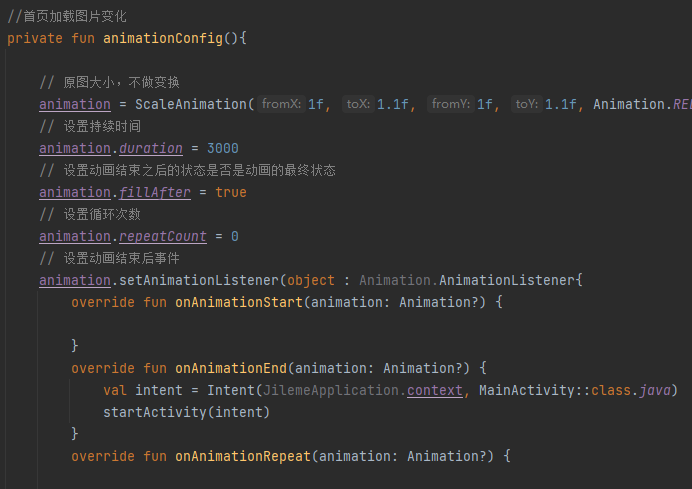 //首页加载图片变化
private fun animationConfig(){
// 原图大小，不做变换
animation = ScaleAnimation( fromX: 1f, toX: 1.1f, fromY: 1f, toY: 1.1f, Animation.REL
// 设置持续时间
animation.duration = 3000
// 设置动画结束之后的状态是否是动画的最终状态
animation.fillAfter = true
// 设置循环次数
animation.repeatCount = 0
// 设置动画结束后事件
animation.setAnimationListener(object : Animation.AnimationListener{
override fun onAnimationStart(animation: Animation?) {
}
override fun onAnimationEnd(animation: Animation?) {
val intent = Intent(JilemeApplication.context, MainActivity::class.java)
startActivity(intent)
}
override fun onAnimationRepeat(animation: Animation?) {